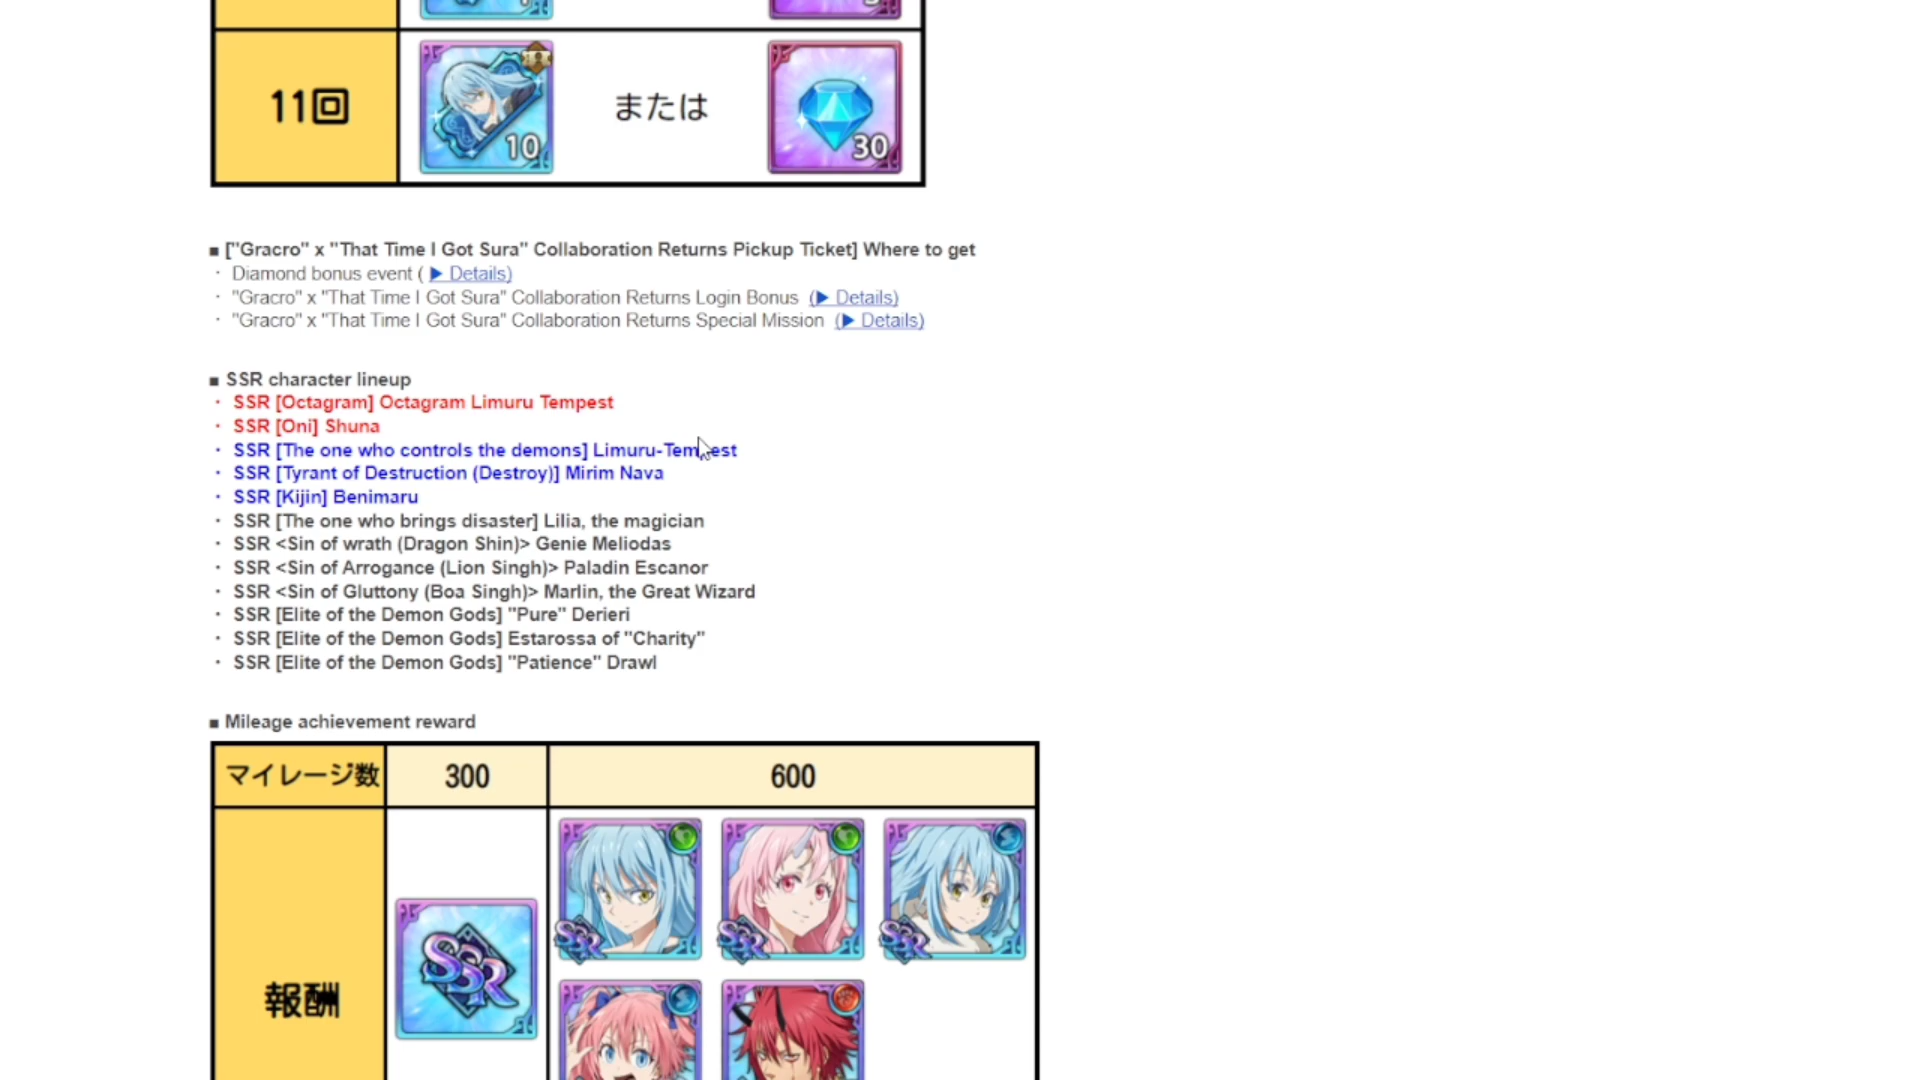 11回
10
または
30
■ ["Gracro" x "That Time I Got Sura" Collaboration Returns Pickup Ticket] Where to get
・ Diamond bonus event ( ▶ Details)
・ "Gracro" x "That Time I Got Sura" Collaboration Returns Login Bonus (▶ Details)
・ "Gracro" x "That Time I Got Sura" Collaboration Returns Special Mission (▶ Details)
■ SSR character lineup
・ SSR [Octagram] Octagram Limuru Tempest
・ SSR [Oni] Shuna
・ SSR [The one who controls the demons] Limuru-Tempest
・ SSR [Tyrant of Destruction (Destroy)] Mirim Nava
・ SSR [Kijin] Benimaru
・ SSR [The one who brings disaster] Lilia, the magician
・ SSR <Sin of wrath (Dragon Shin)> Genie Meliodas
・ SSR <Sin of Arrogance (Lion Singh)> Paladin Escanor
・ SSR <Sin of Gluttony (Boa Singh)> Marlin, the Great Wizard
・ SSR [Elite of the Demon Gods] "Pure" Derieri
・ SSR [Elite of the Demon Gods] Estarossa of "Charity"
・ SSR [Elite of the Demon Gods] "Patience" Drawl
■ Mileage achievement reward
マイレージ数
300
600
報酬
SSR
SSR
SSR
SSR